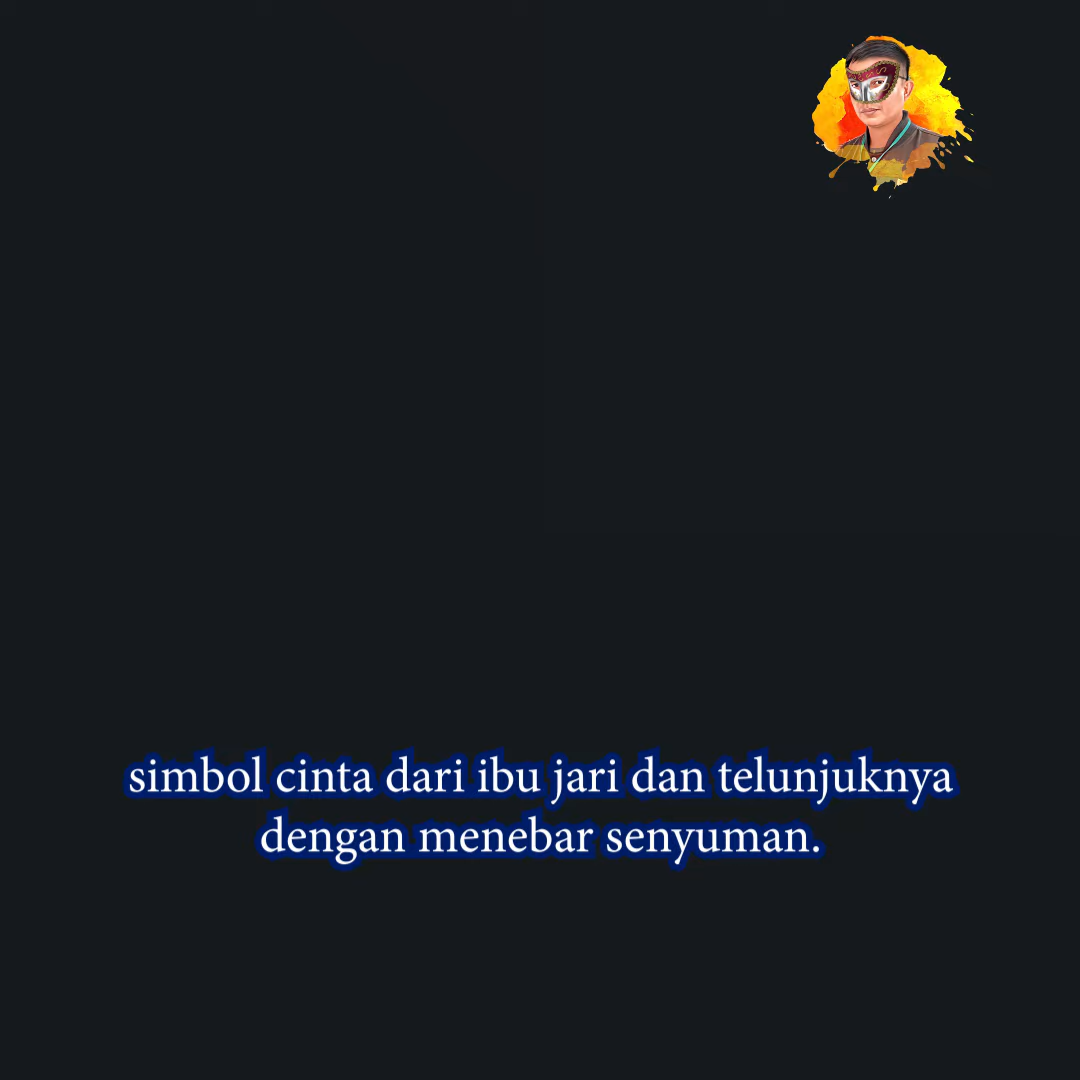 simbol cinta dari ibu jari dan telunjuknya
dengan menebar senyuman.